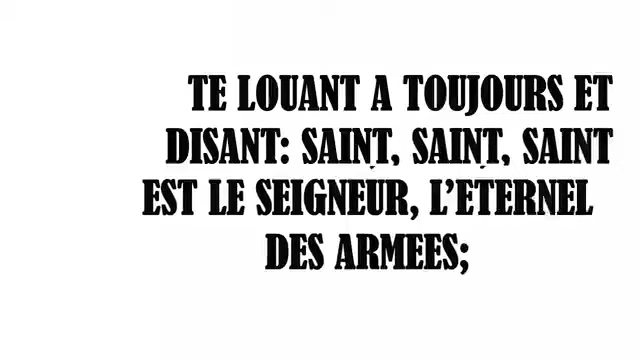 TE LOUANT A TOUJOURS ET
DISANT: SAINT, SAINT, SAINT
EST LE SEIGNEUR, L’ETERNEL
DES ARMEES;